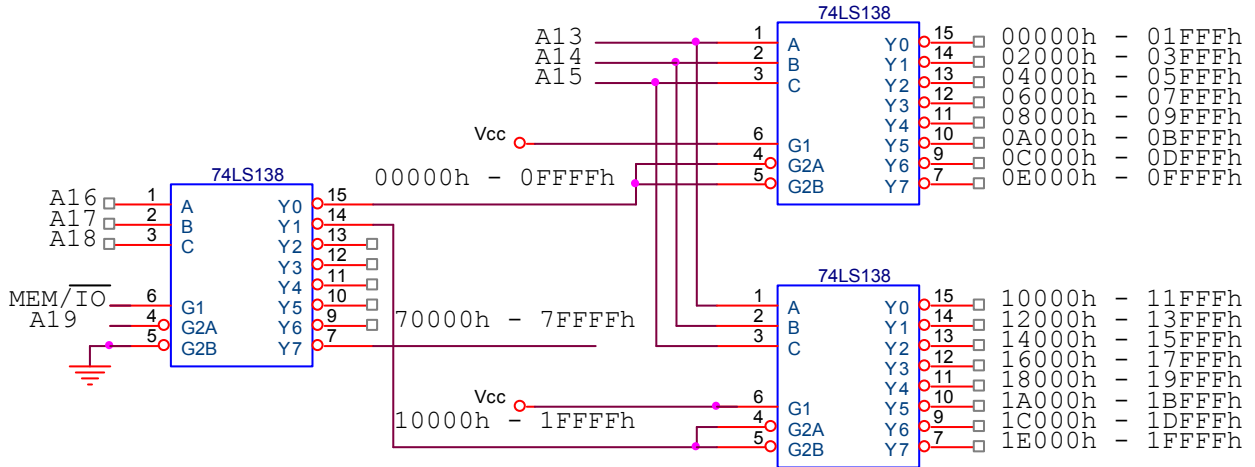 74LS138
A13
A14
A15
1
2
3
A
B
C
Y0
Y1
Y2
Y3
Y4
Y5
Y6
Y7
15
14
13
12
11
10
9
7
00000h - 01FFFh
02000h - 03FFFh
04000h - 05FFFh
06000h - 07FFFh
08000h - 09FFFh
0A000h - 0BFFFh
0C000h - 0DFFFh
0E000h - 0FFFFh
Vcc
6
4
5
G1
G2A
G2B
74LS138
00000h - 0FFFFh
A16
A17
A18
1
2
3
A
B
C
MEM/IO
A19
6
4
5
G1
G2A
G2B
Y0
Y1
Y2
Y3
Y4
Y5
Y6
Y7
15
14
13
12
11
10
9
7
70000h - 7FFFFh
10000h - 1FFFFh
74LS138
1
2
3
A
B
C
Vcc
6
4
5
G1
G2A
G2B
Y0
Y1
Y2
Y3
Y4
Y5
Y6
Y7
15
14
13
12
11
10
9
7
10000h - 11FFFh
12000h - 13FFFh
14000h - 15FFFh
16000h - 17FFFh
18000h - 19FFFh
1A000h - 1BFFFh
1C000h - 1DFFFh
1E000h - 1FFFFh